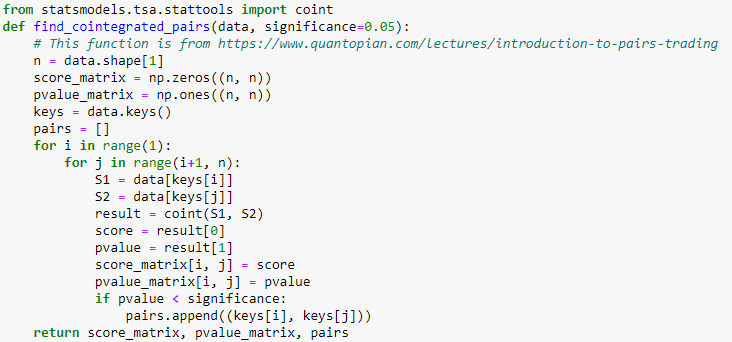 from statsmodels.tsa.stattools import coint
def find_cointegrated_pairs(data, significance=0.05):
    # This function is from https://www.quantopian.com/lectures/introduction-to-pairs-trading
    n = data.shape[1]
    score_matrix = np.zeros((n, n))
    pvalue_matrix = np.ones((n, n))
    keys = data.keys()
    pairs = []
    for i in range(1):
        for j in range(i+1, n):
            S1 = data[keys[i]]
            S2 = data[keys[j]]
            result = coint(S1, S2)
            score = result[0]
            pvalue = result[1]
            score_matrix[i, j] = score
            pvalue_matrix[i, j] = pvalue
            if pvalue < significance:
                pairs.append((keys[i], keys[j]))
    return score_matrix, pvalue_matrix, pairs